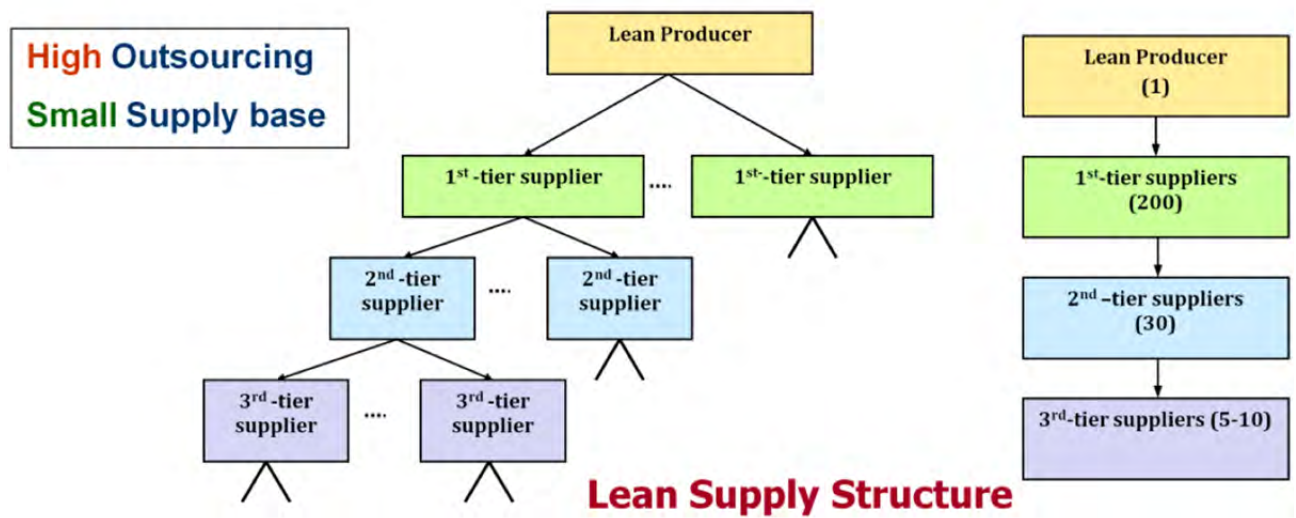 High Outsourcing
Small Supply base
Lean Producer
1st -tier supplier
....
1st--tier supplier
2nd -tier
supplier
....
2nd -tier
supplier
3rd -tier
supplier
....
3rd -tier
supplier
Lean Producer
(1)
1st-tier suppliers
(200)
2nd –tier suppliers
(30)
3rd-tier suppliers (5-10)
Lean Supply Structure